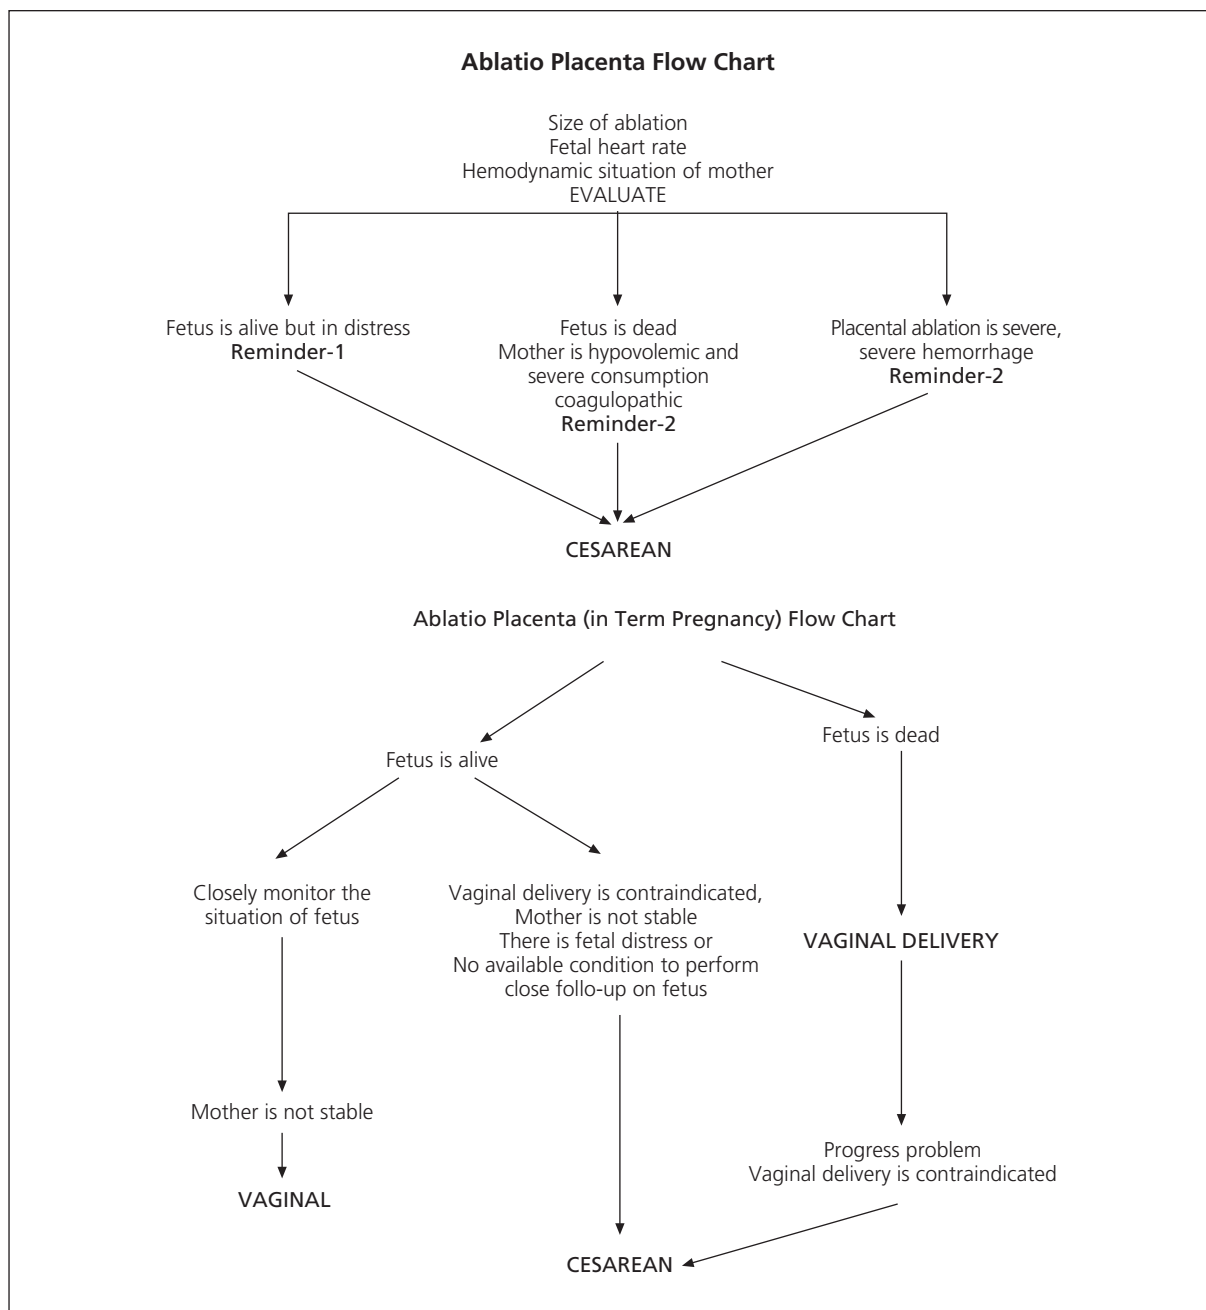 Ablatio Placenta Flow Chart
Size of ablation
Fetal heart rate
Hemodynamic situation of mother
EVALUATE
Fetus is alive but in distress
Reminder-1
Fetus is dead
Mother is hypovolemic and
severe consumption
coagulopathic
Reminder-2
Placental ablation is severe,
severe hemorrhage
Reminder-2
CESAREAN
Ablatio Placenta (in Term Pregnancy) Flow Chart
Fetus is alive
Fetus is dead
Closely monitor the
situation of fetus
Vaginal delivery is contraindicated,
Mother is not stable
There is fetal distress or
No available condition to perform
close follo-up on fetus
VAGINAL DELIVERY
Mother is not stable
VAGINAL
Progress problem
Vaginal delivery is contraindicated
CESAREAN